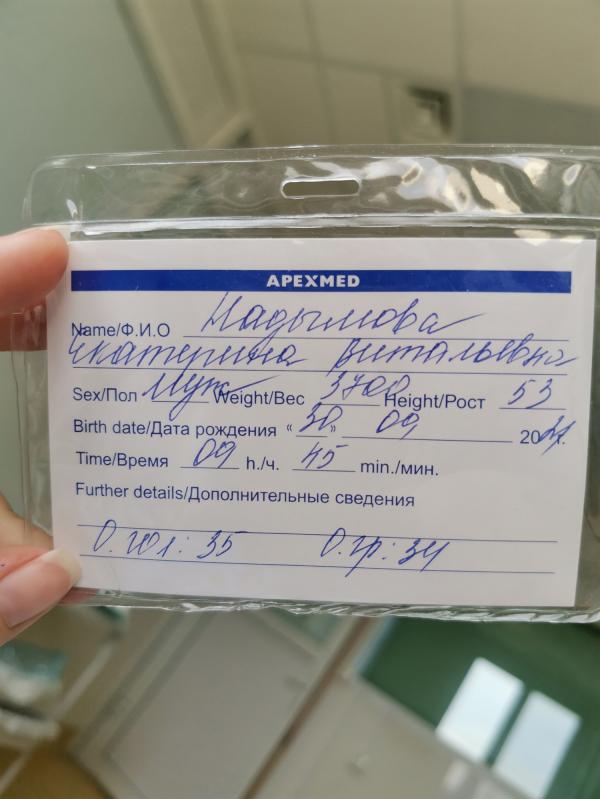 APEXMED
Name/Ф.И.О Надымова
Екатерина Витальевна
Sex/Пол Муж Weight/Вес 3700 Height/Рост 53
Birth date/Дата рождения «30» 09 20 г.
Time/Время 09 h./ч. 45 min./мин.
Further details/Дополнительные сведения
О.гол: 35 О.гр: 34